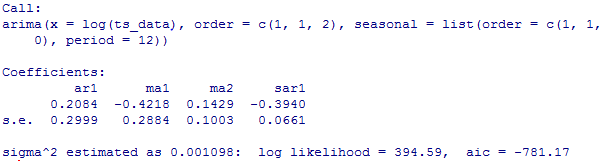 Call:
arima(x = log(ts_data), order = c(1, 1, 2), seasonal = list(order = c(1, 1,
    0), period = 12))
Coefficients:
         ar1      ma1     ma2     sar1
      0.2084  -0.4218  0.1429  -0.3940
s.e.  0.2999   0.2884  0.1003   0.0661
sigma^2 estimated as 0.001098:  log likelihood = 394.59,  aic = -781.17